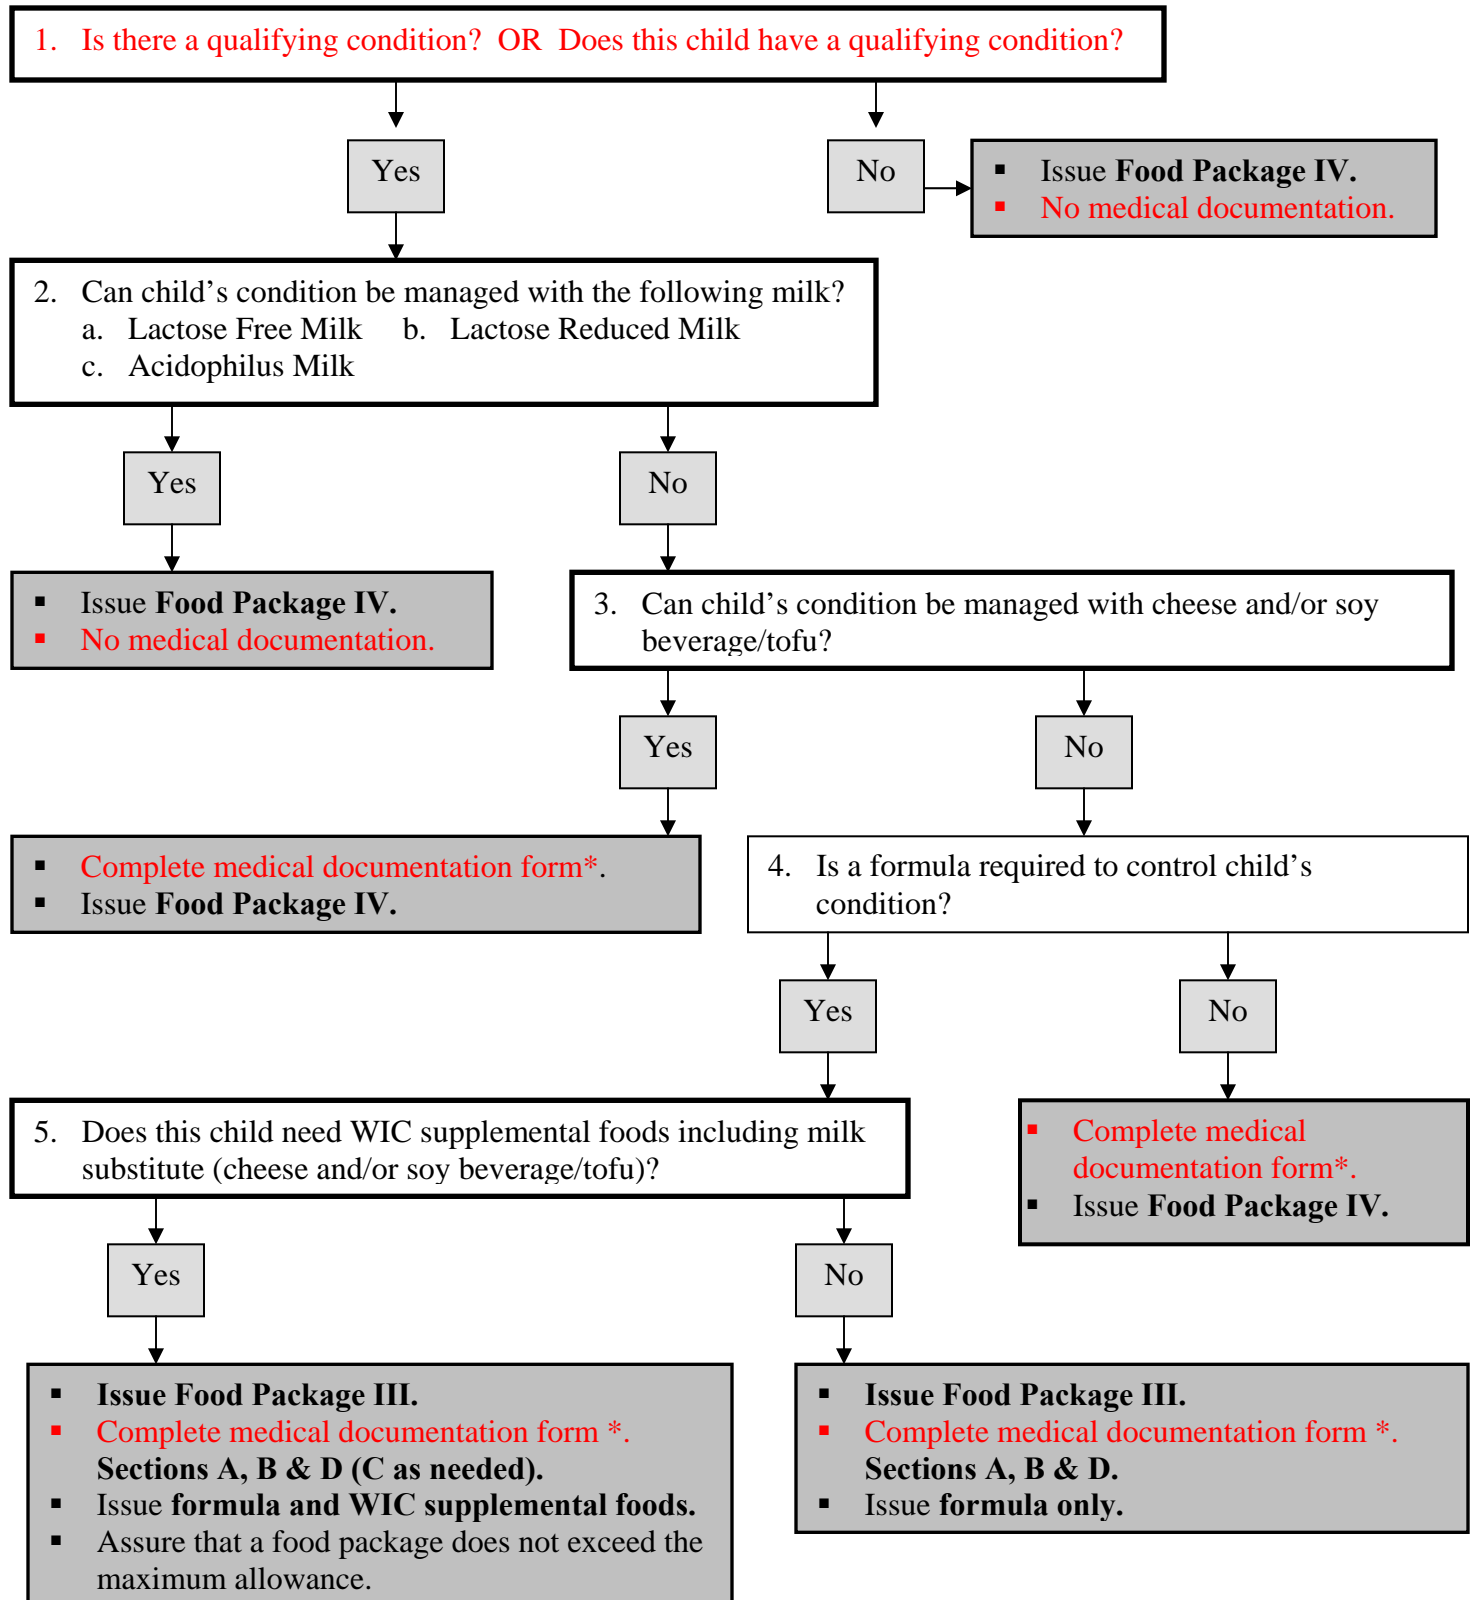 1. Is there a qualifying condition? OR Does this child have a qualifying condition?
Yes
No
▪ Issue Food Package IV.
▪ No medical documentation.
2. Can child's condition be managed with the following milk?
a. Lactose Free Milk b. Lactose Reduced Milk
c. Acidophilus Milk
Yes
No
▪ Issue Food Package IV.
▪ No medical documentation.
3. Can child's condition be managed with cheese and/or soy
beverage/tofu?
Yes
No
▪ Complete medical documentation form*.
▪ Issue Food Package IV.
4. Is a formula required to control child's
condition?
Yes
No
5. Does this child need WIC supplemental foods including milk
substitute (cheese and/or soy beverage/tofu)?
▪ Complete medical
documentation form*.
▪ Issue Food Package IV.
Yes
No
▪ Issue Food Package III.
▪ Complete medical documentation form *.
Sections A, B & D (C as needed).
▪ Issue formula and WIC supplemental foods.
▪ Assure that a food package does not exceed the
maximum allowance.
▪ Issue Food Package III.
▪ Complete medical documentation form *.
Sections A, B & D.
▪ Issue formula only.